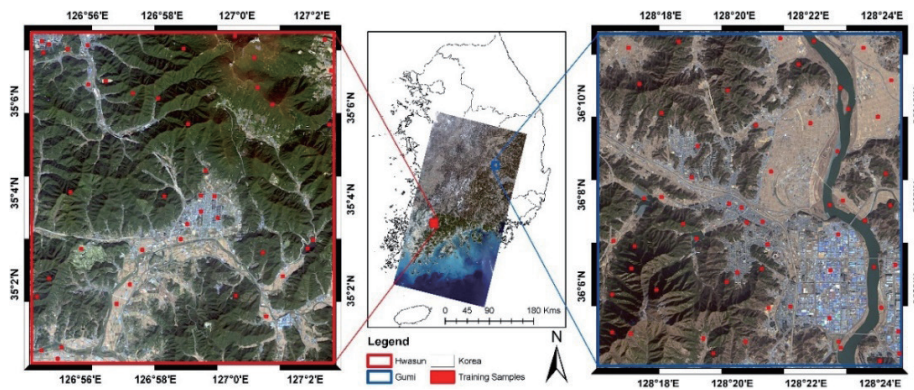 126°56'E 126°58'E 127°0'E 127°2'E
128°18'E 128°20'E 128°22'E 128°24'E
35°6'N 35°4'N 35°2'N
35°6'N 35°4'N 35°2'N
36°10'N 36°8'N 36°6'N
36°10'N 36°8'N 36°6'N
126°56'E 126°58'E 127°0'E 127°2'E
0 45 90 180 Kms
128°18'E 128°20'E 128°22'E 128°24'E
Legend
Hwasun Korea
Gumi Training Samples
N